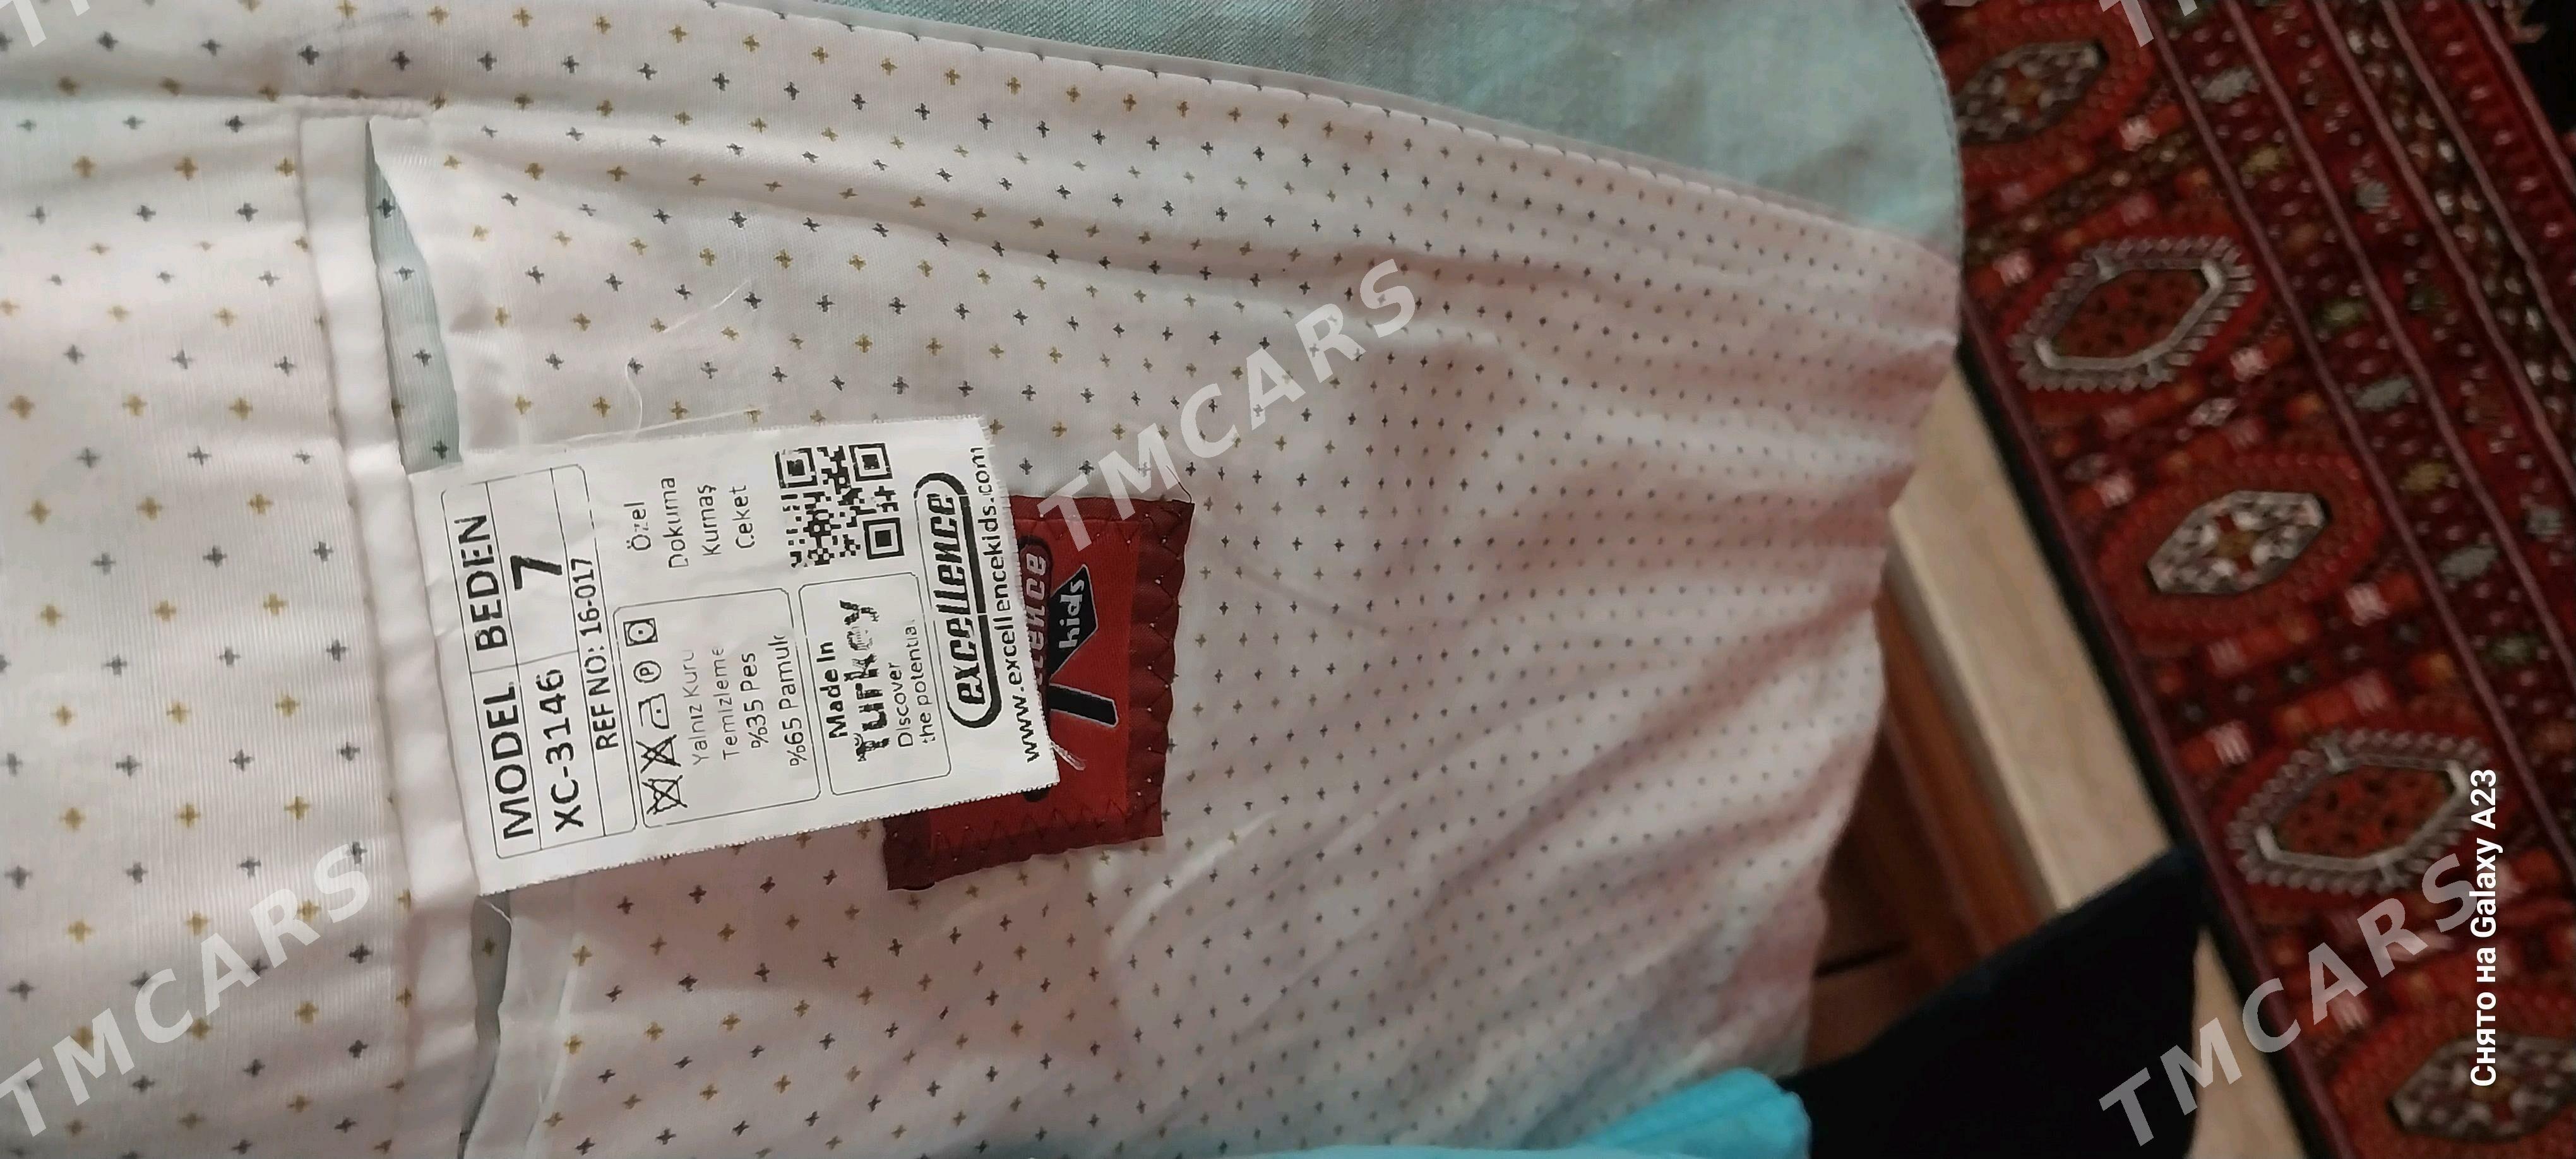 MODEL BEDEN
XC-3146 7
REF NO: 16-017
Yalnız Kuru
Temizleme
%35 Pes
%65 Pamuk
Özel
Dokuma
Kumaş
Ceket
Made In
Turkey
Discover
the potential
excellence
www.excellencekids.com
kids
Снято на Galaxy A23
TMCARS
TMCARS
TMCARS